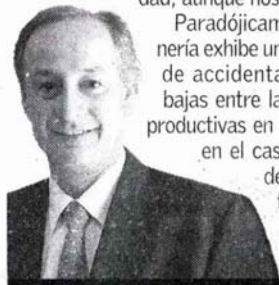 dad, aunque nos
Paradójicam
nería exhibe un
de accidenta
bajas entre la
productivas en
en el cas
de